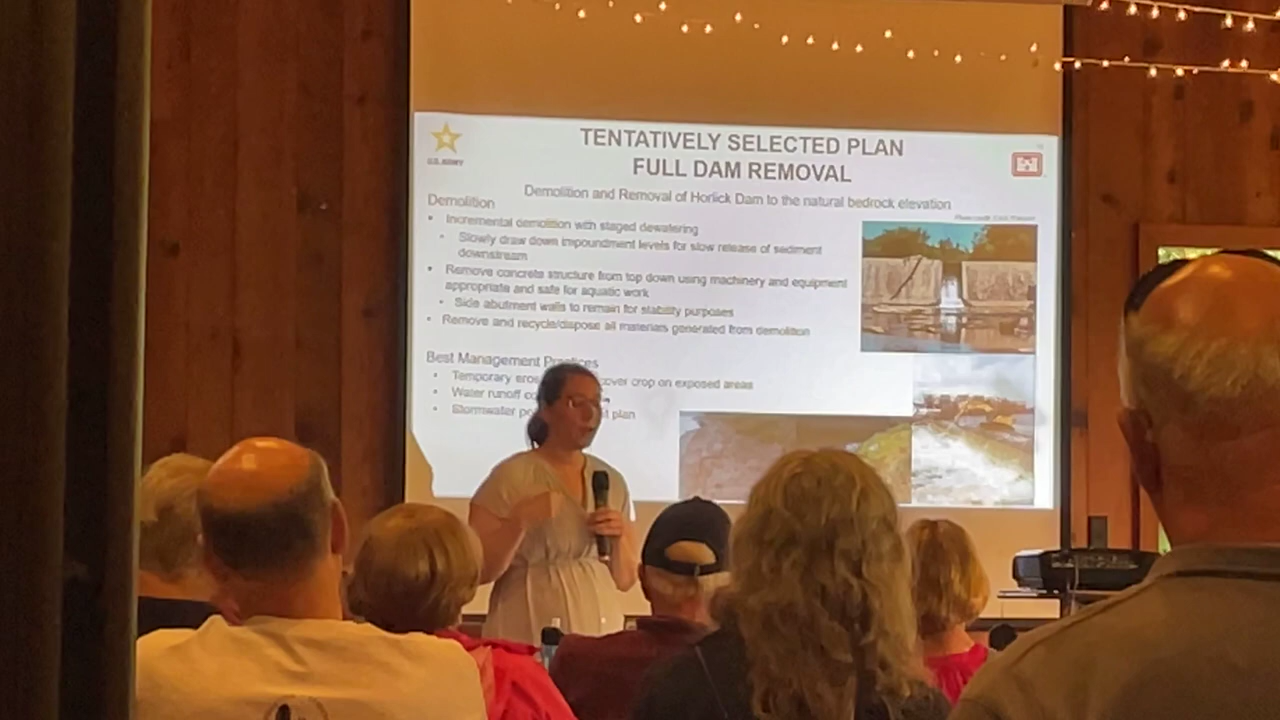 TENTATIVELY SELECTED PLAN
FULL DAM REMOVAL
U.S. ARMY
Demolition and Removal of Horlick Dam to the natural bedrock elevation
Demolition
• Incremental demolition with staged dewatering
• Slowly draw down impoundment levels for slow release of sediment
downstream
• Remove concrete structure from top down using machinery and equipment
appropriate and safe for aquatic work
• Side abutment walls to remain for stability purposes
• Remove and recycle/dispose all materials generated from demolition
Best Management Practices
• Temporary cover crop on exposed areas
• Water runoff
• Stormwater plan